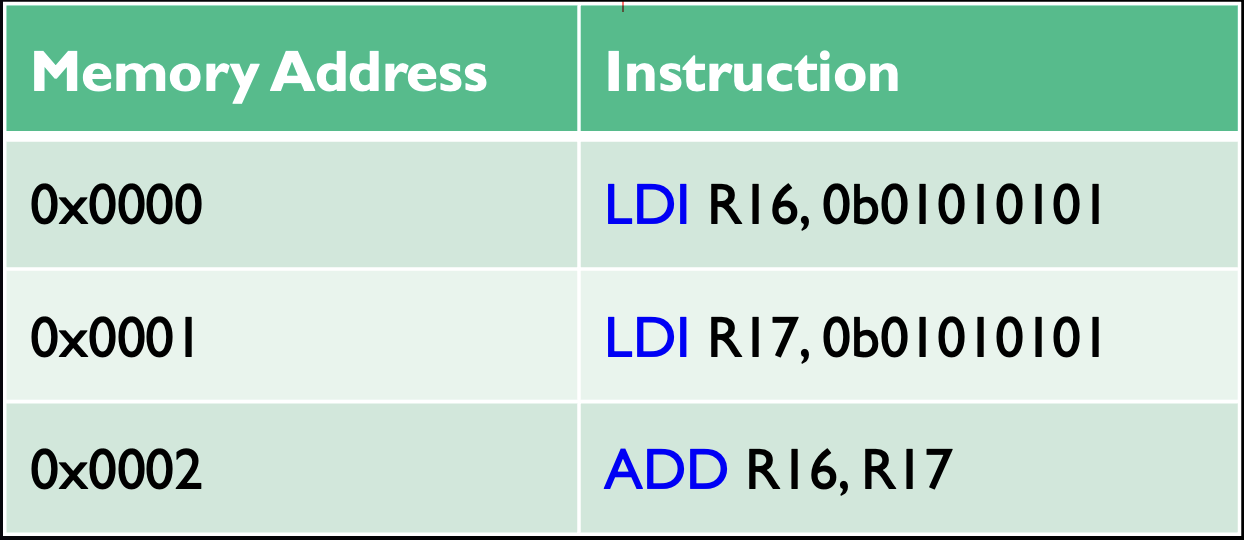 Memory Address Instruction
0x0000 LDI R16, 0b01010101
0x0001 LDI R17, 0b01010101
0x0002 ADD R16, R17